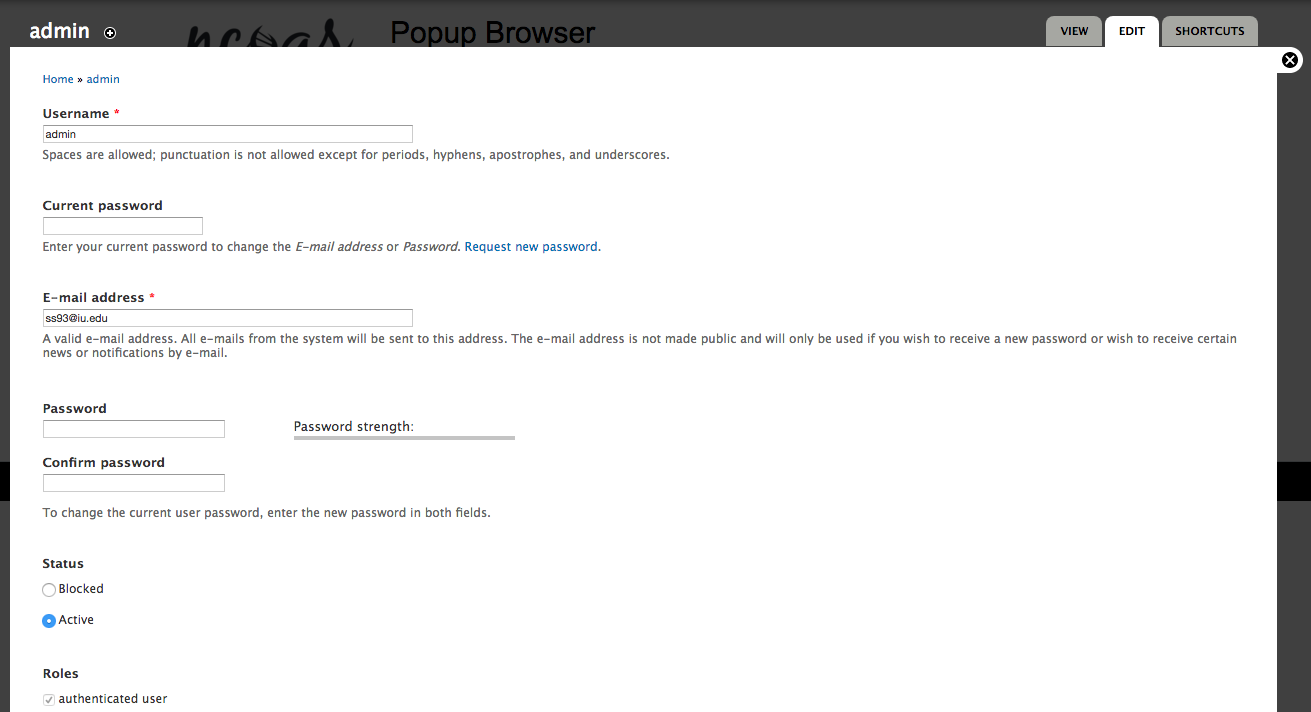 admin
ncgas
Popup Browser
VIEW
EDIT
SHORTCUTS
Home » admin
Username *
admin
Spaces are allowed; punctuation is not allowed except for periods, hyphens, apostrophes, and underscores.
Current password
Enter your current password to change the E-mail address or Password. Request new password.
E-mail address *
ss93@iu.edu
A valid e-mail address. All e-mails from the system will be sent to this address. The e-mail address is not made public and will only be used if you wish to receive a new password or wish to receive certain
news or notifications by e-mail.
Password
Password strength:
Confirm password
To change the current user password, enter the new password in both fields.
Status
Blocked
Active
Roles
authenticated user